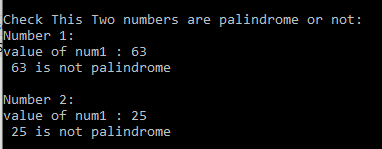 Check This Two numbers are palindrome or not:
Number 1:
value of num1 : 63
 63 is not palindrome

Number 2:
value of num1 : 25
 25 is not palindrome